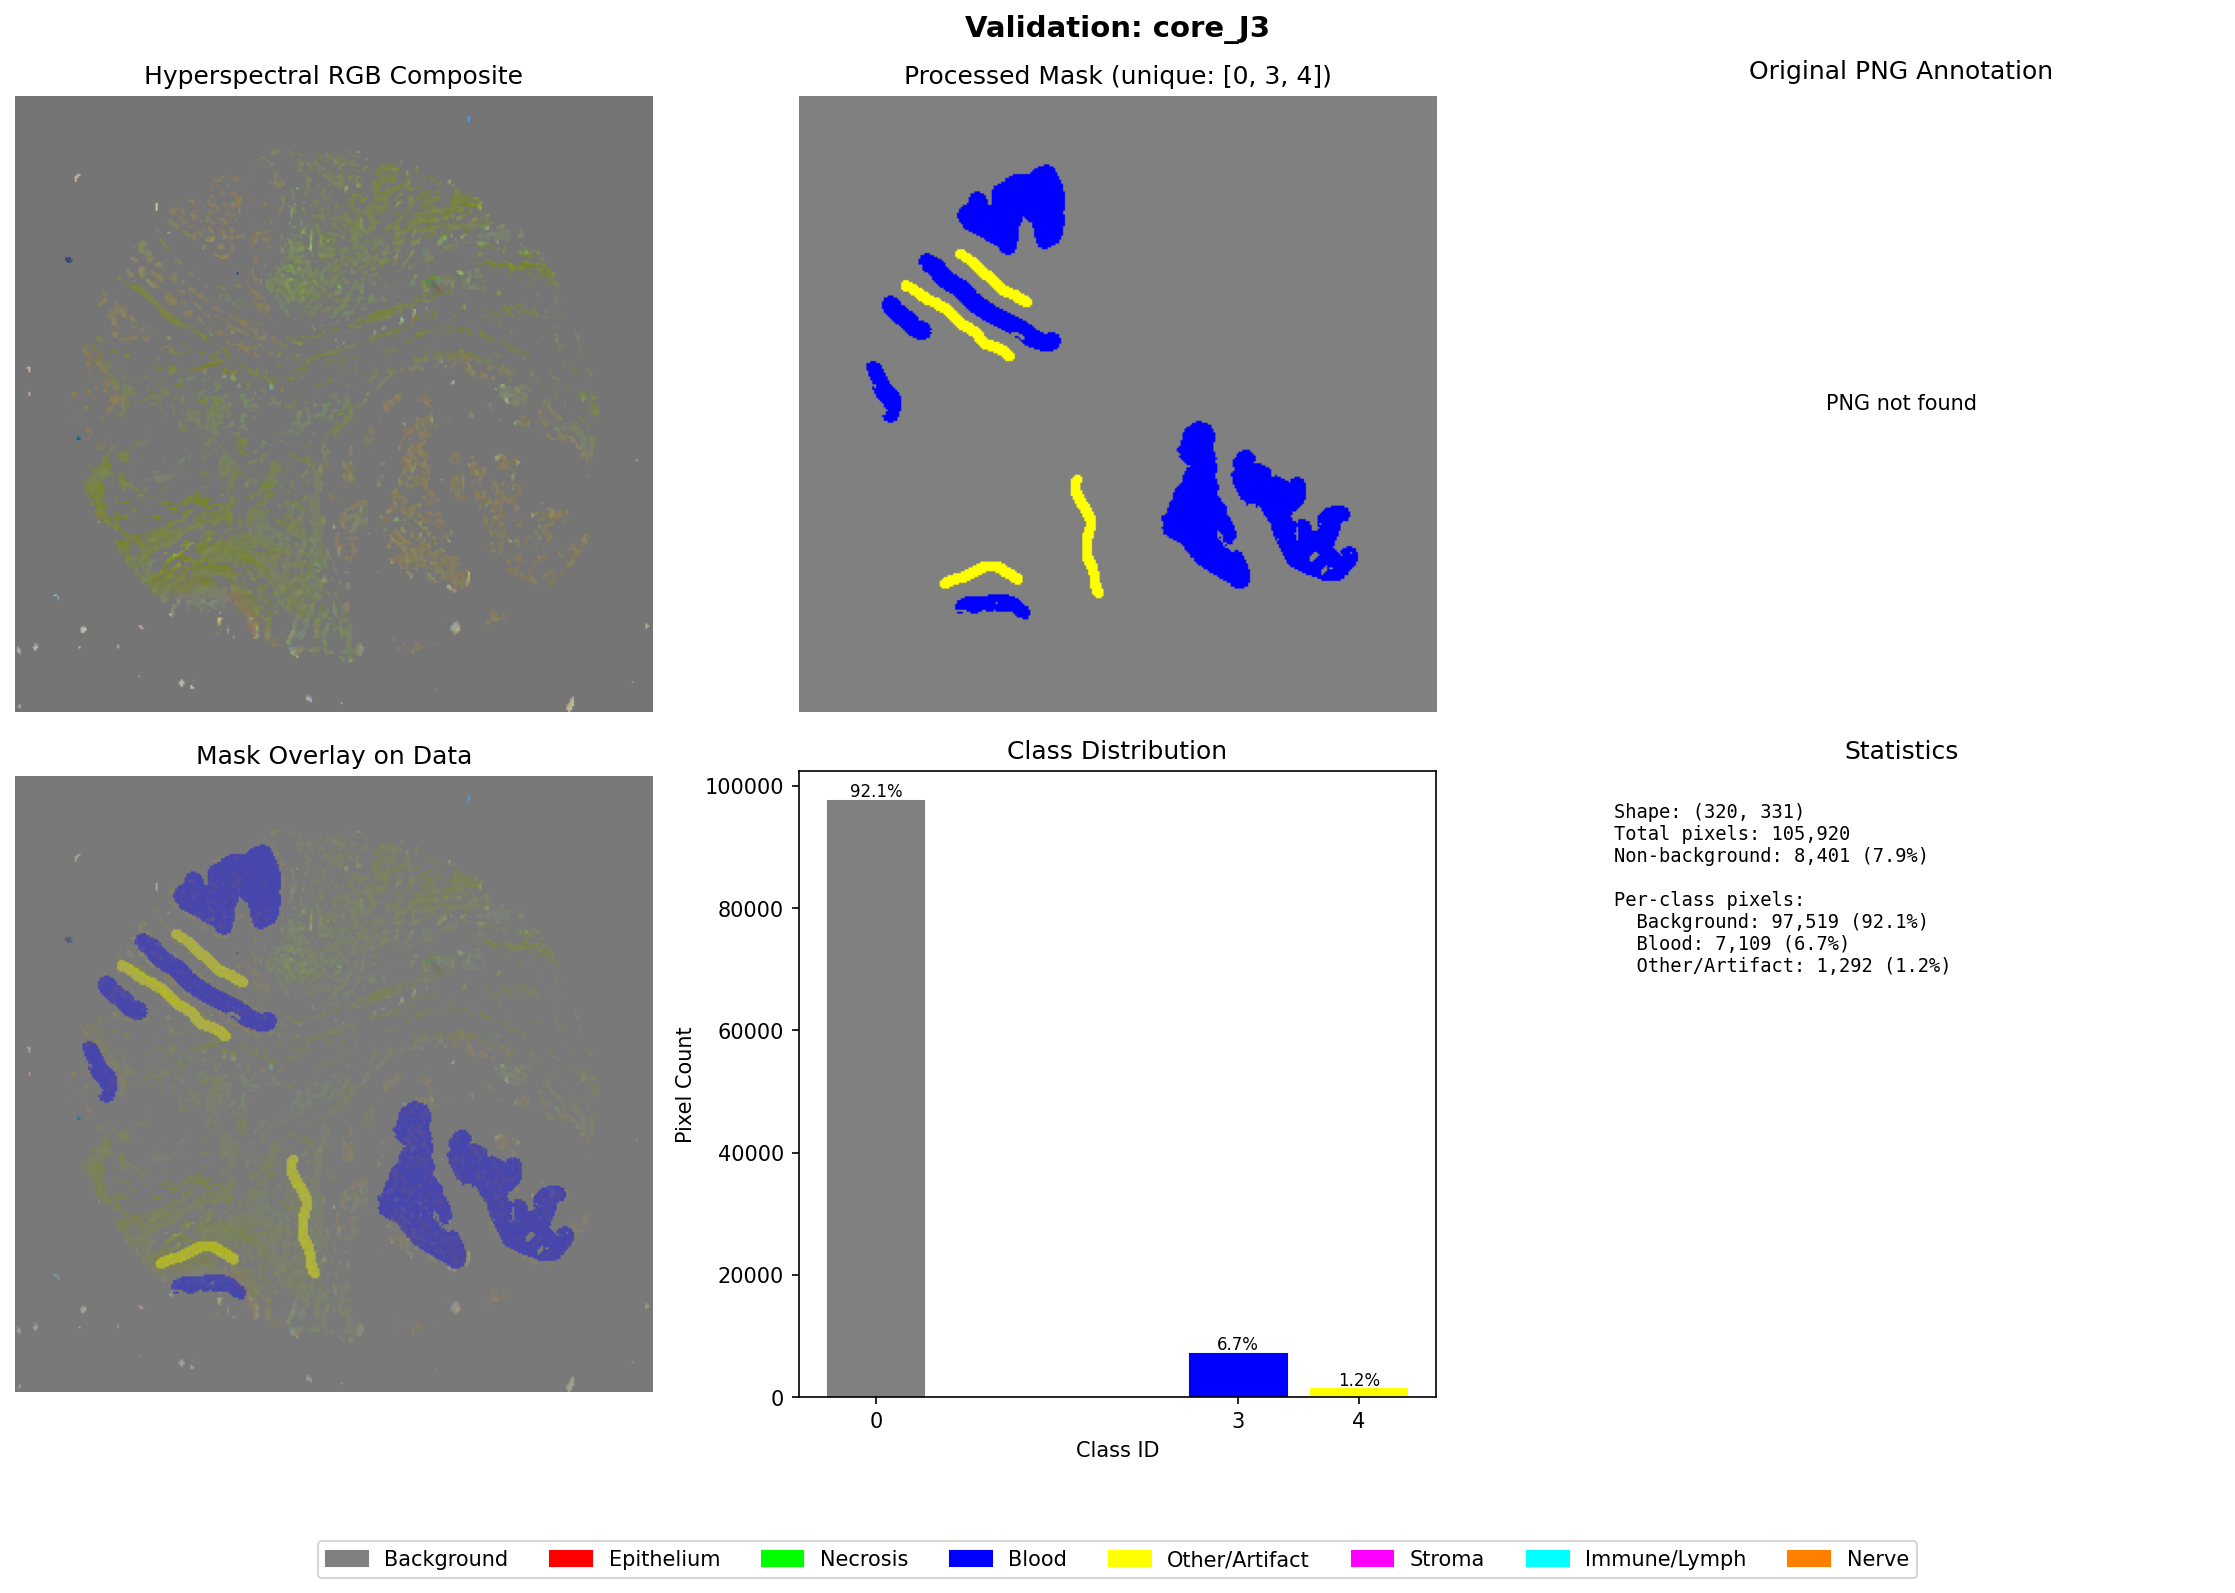 Validation: core_J3
Hyperspectral RGB Composite
Processed Mask (unique: [0, 3, 4])
Original PNG Annotation
PNG not found
Mask Overlay on Data
Class Distribution
100000
80000
60000
40000
20000
0
Pixel Count
92.1%
6.7%
1.2%
0
3
4
Class ID
Statistics
Shape: (320, 331)
Total pixels: 105,920
Non-background: 8,401 (7.9%)
Per-class pixels:
Background: 97,519 (92.1%)
Blood: 7,109 (6.7%)
Other/Artifact: 1,292 (1.2%)
Background
Epithelium
Necrosis
Blood
Other/Artifact
Stroma
Immune/Lymph
Nerve